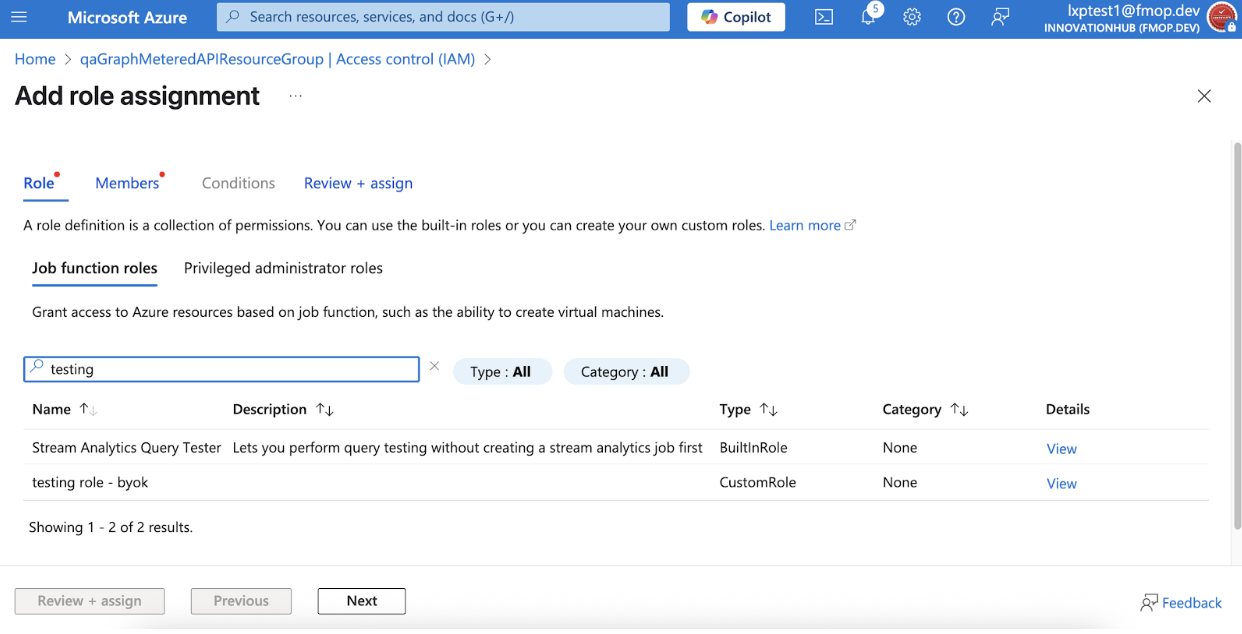 Microsoft Azure
Search resources, services, and docs (G+/)
Copilot
5
lxptest1@fmop.dev
INNOVATIONHUB (FMOP.DEV)
Home > qaGraphMeteredAPIResourceGroup | Access control (IAM) >
Add role assignment ...
Role
Members
Conditions
Review + assign
A role definition is a collection of permissions. You can use the built-in roles or you can create your own custom roles. Learn more
Job function roles
Privileged administrator roles
Grant access to Azure resources based on job function, such as the ability to create virtual machines.
testing
Type : All
Category : All
Name ↑↓ Description ↑↓ Type ↑↓ Category ↑↓ Details
Stream Analytics Query Tester Lets you perform query testing without creating a stream analytics job first BuiltInRole None View
testing role - byok CustomRole None View
Showing 1 - 2 of 2 results.
Review + assign
Previous
Next
Feedback